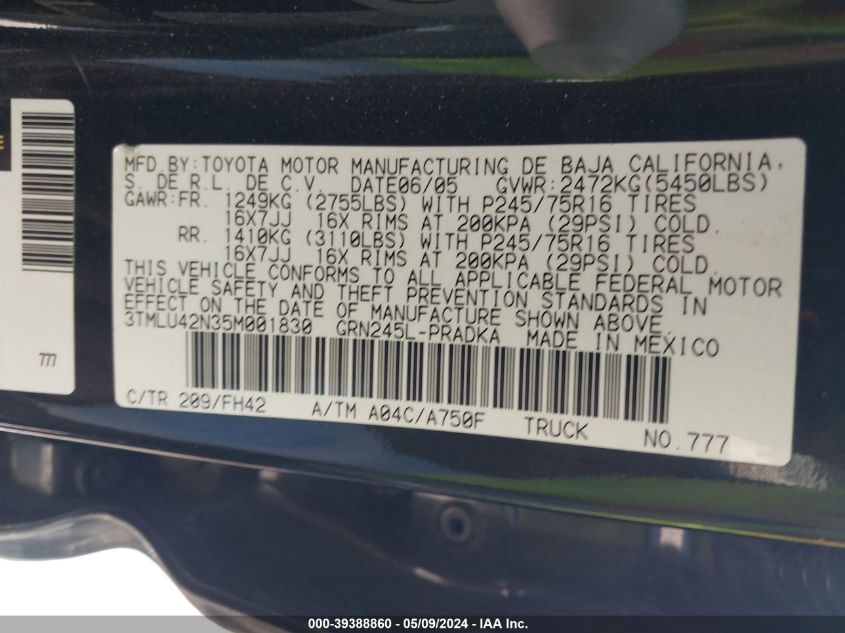 E
777
MFD BY:TOYOTA MOTOR MANUFACTURING DE BAJA CALIFORNIA,
S. DE R.L. DE C.V. DATE06/05 GVWR:2472KG(5450LBS)
GAWR:FR. 1249KG (2755LBS) WITH P245/75R16 TIRES
16X7JJ 16X RIMS AT 200KPA (29PSI) COLD.
RR. 1410KG (3110LBS) WITH P245/75R16 TIRES
16X7JJ 16X RIMS AT 200KPA (29PSI) COLD.
THIS VEHICLE CONFORMS TO ALL APPLICABLE FEDERAL MOTOR
VEHICLE SAFETY AND THEFT PREVENTION STANDARDS IN
EFFECT ON THE DATE OF MANUFACTURE SHOWN ABOVE.
3TMLU42N35M001830 GRN245L-PRADKA MADE IN MEXICO
C/TR 209/FH42 A/TM A04C/A750F TRUCK NO.777
000-39388860 - 05/09/2024 - IAA Inc.